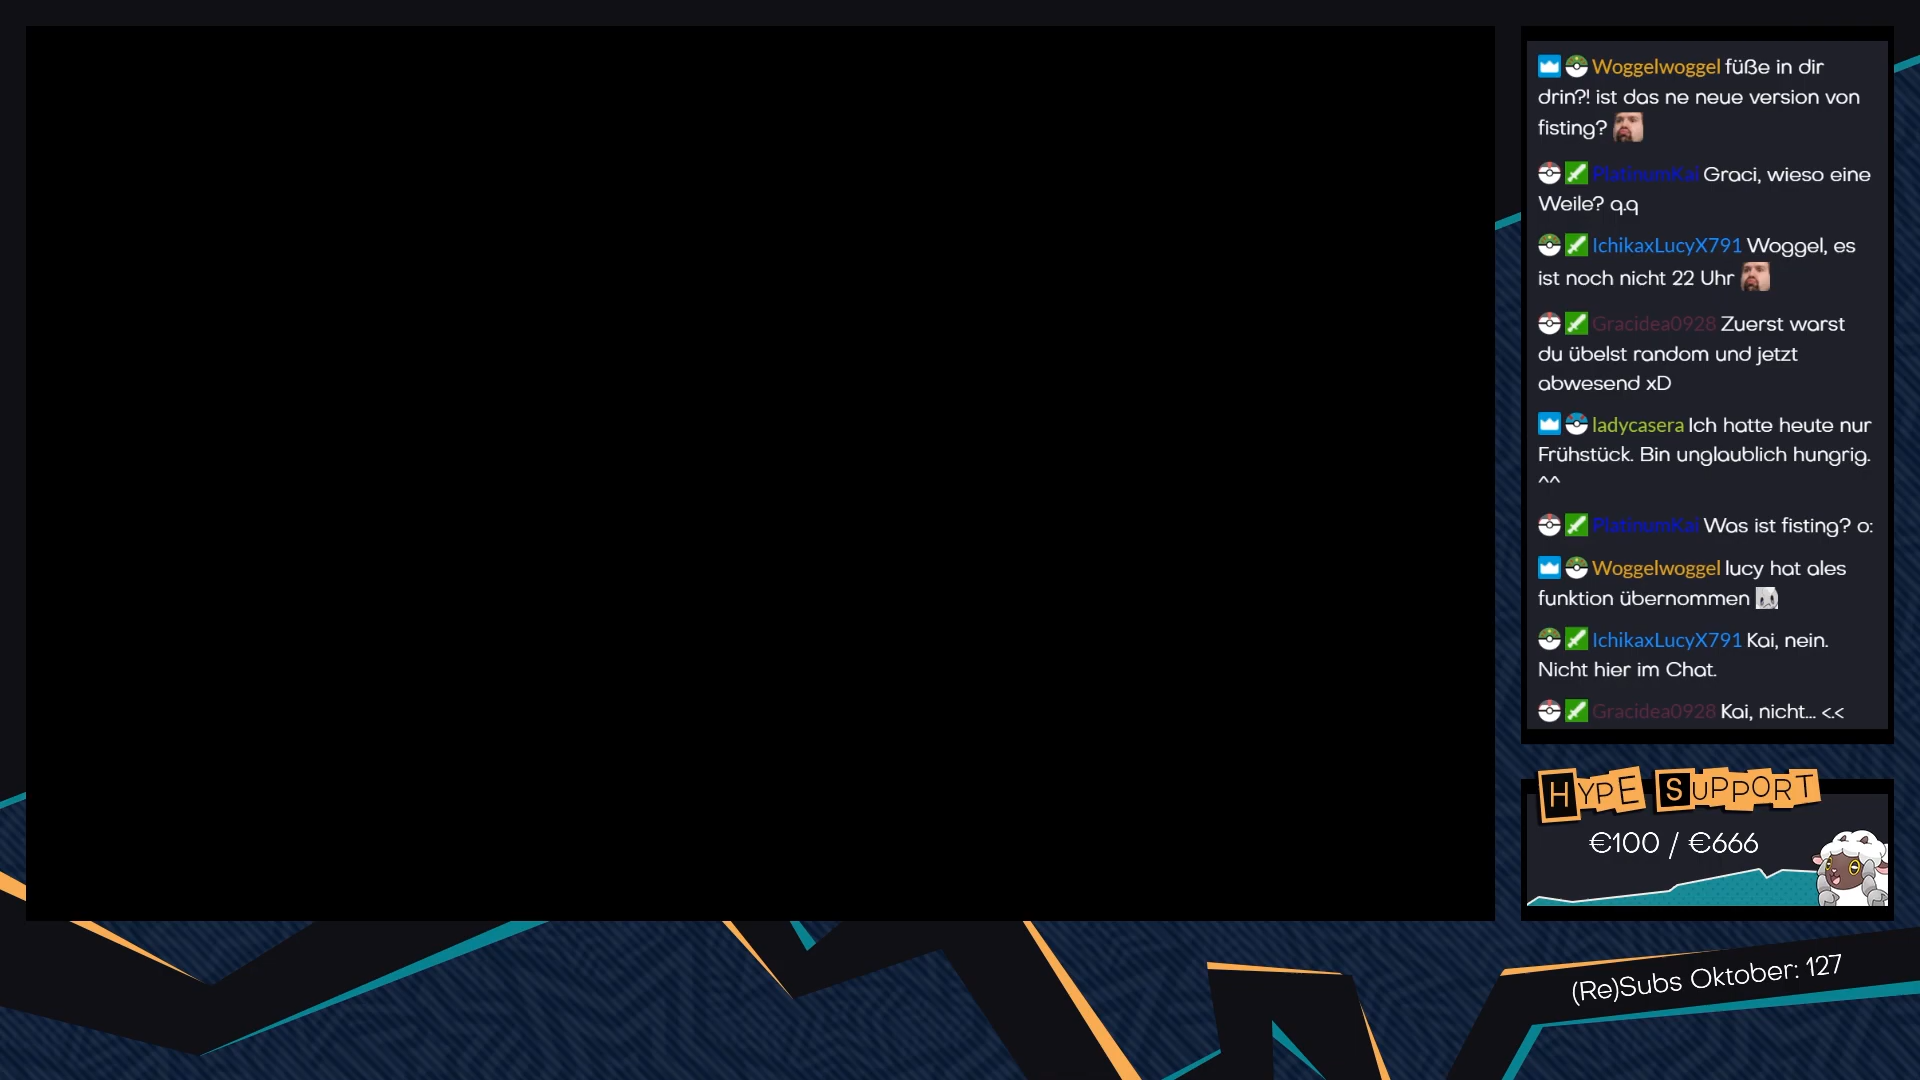 Woggelwoggel füße in dir
drin?! ist das ne neue version von
fisting?
PlatinumKai Graci, wieso eine
Weile? q.q
IchikaxLucyX791 Woggel, es
ist noch nicht 22 Uhr
Gracidea0928 Zuerst warst
du übelst random und jetzt
abwesend xD
ladycasera Ich hatte heute nur
Frühstück. Bin unglaublich hungrig.
^^
PlatinumKai Was ist fisting? o:
Woggelwoggel lucy hat ales
funktion übernommen
IchikaxLucyX791 Kai, nein.
Nicht hier im Chat.
Gracidea0928 Kai, nicht... <.<
HYPE SUPPORT
€100 / €666
(Re)Subs Oktober: 127